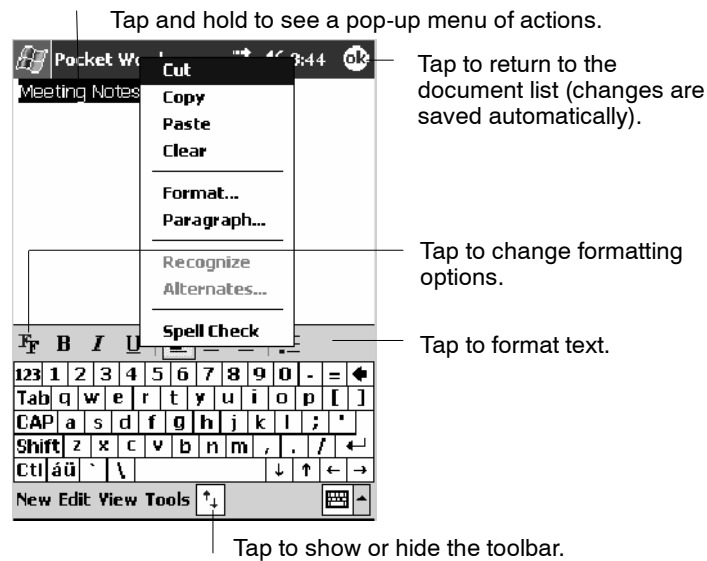 Tap and hold to see a pop-up menu of actions.
Pocket Wo 3:44 ok
Tap to return to the
document list (changes are
saved automatically).
Meeting Notes
Cut
Copy
Paste
Clear
Format...
Paragraph...
Recognize
Alternates...
Spell Check
Tap to change formatting
options.
FF B I U
Tap to format text.
123 1 2 3 4 5 6 7 8 9 0 - =
Tab q w e r t y u i o p [ ]
CAP a s d f g h j k l ; '
Shift z x c v b n m , . / ↵
Ctl áü ` \ ↓ ↑ ← →
New Edit View Tools
Tap to show or hide the toolbar.